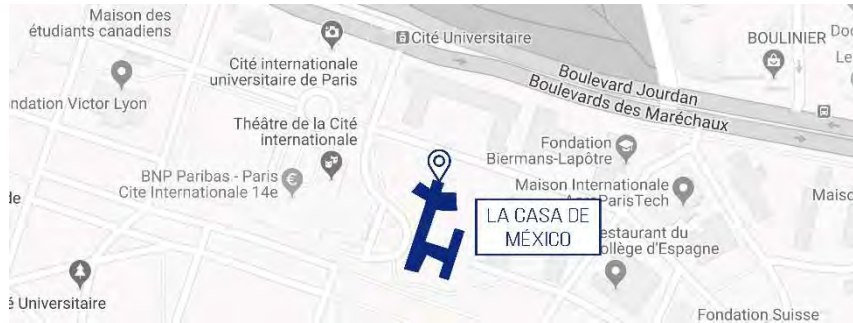 Maison des
étudiants canadiens
Cité Universitaire
BOULINIER
Cité internationale
universitaire de Paris
Boulevard Jourdan
Boulevards des Maréchaux
ndation Victor Lyon
Théâtre de la Cité
internationale
Fondation
Biermans-Lapôtre
BNP Paribas - Paris
Cite Internationale 14e
Maison Internationale
ParisTech
LA CASA DE
MÉXICO
estaurant du
ollège d'Espagne
é Universitaire
Fondation Suisse